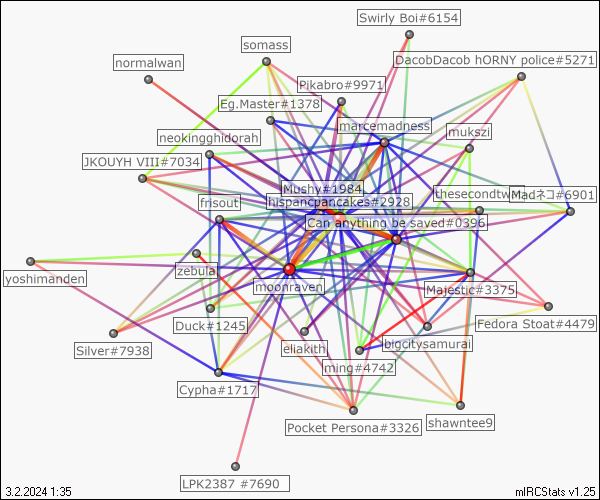 Swirly Boi#6154
somass
DacobDacob hORNY police#5271
normalwan
Pikabro#9971
Eg.Master#1378
marcemadness
mukszi
neokingghidorah
JKOUYH VIII#7034
Mushy#1984
thesecondtw
Madネコ#6901
hispancpancakes#2928
frisout
Can anything be saved#0396
zebula
yoshimanden
moonraven
Majestic#3375
Duck#1245
Fedora Stoat#4479
Silver#7938
eliakith
bigcitysamurai
ming#4742
Cypha#1717
Pocket Persona#3326
shawntee9
LPK2387 #7690
3.2.2024 1:35
mIRCStats v1.25